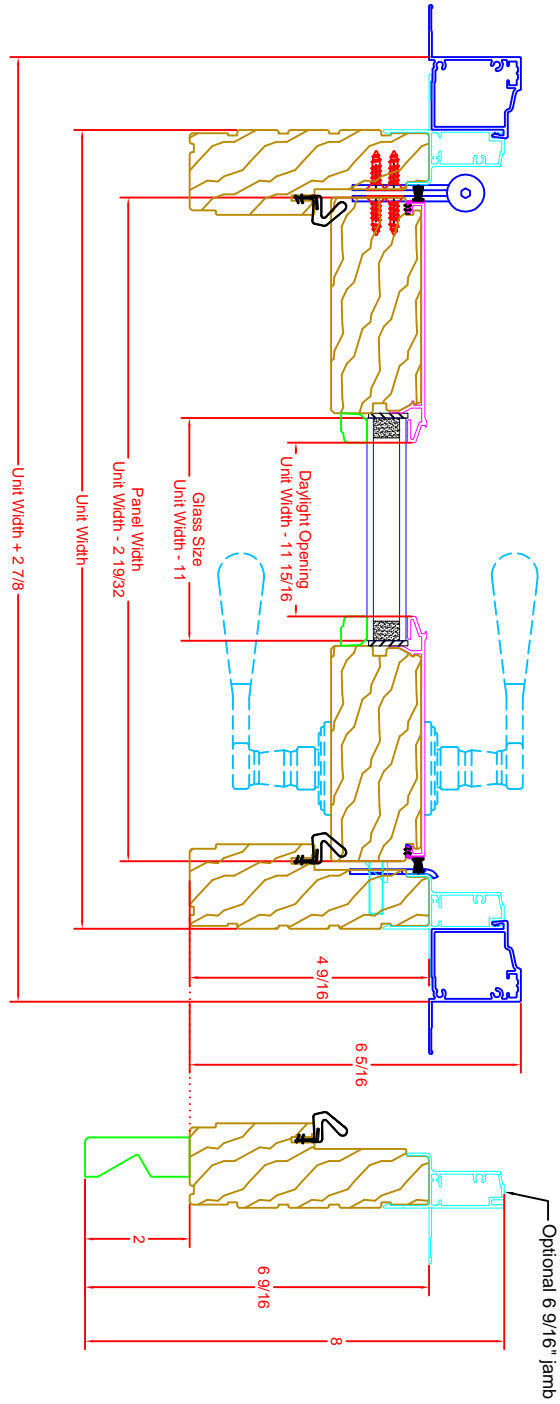 Daylight Opening
Unit Width - 11 15/16
Glass Size
Unit Width - 11
Panel Width
Unit Width - 2 19/32
Unit Width
Unit Width + 2 7/8
4 9/16
6 5/16
2
6 9/16
8
Optional 6 9/16" jamb